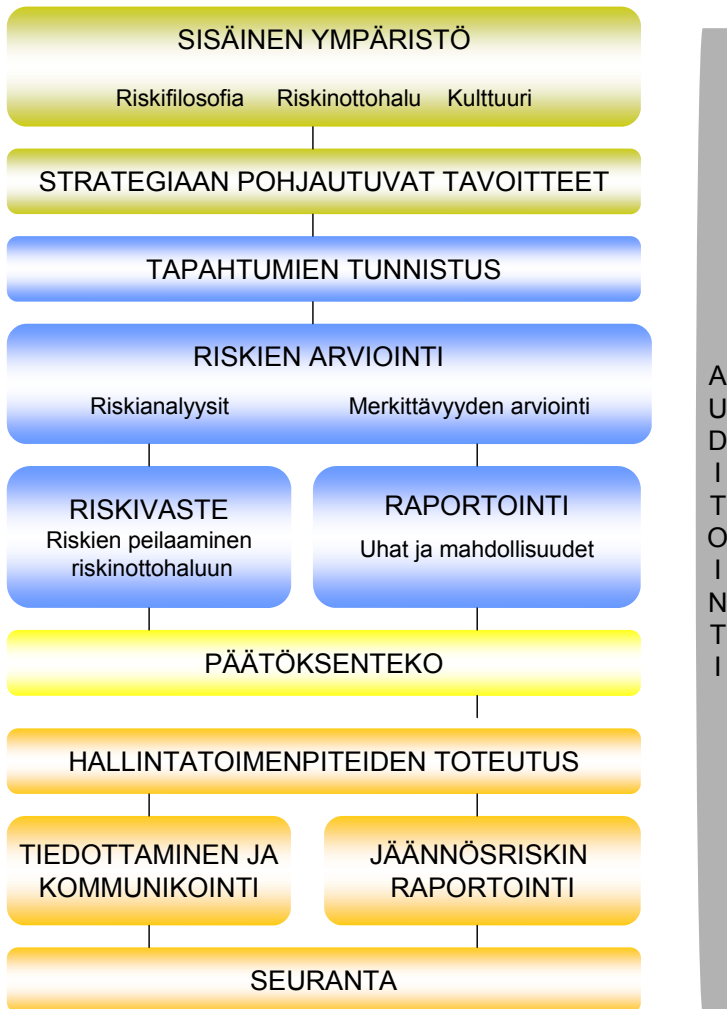 SISÄINEN YMPÄRISTÖ
Riskifilosofia Riskinottohalu Kulttuuri
STRATEGIAAN POHJAUTUVAT TAVOITTEET
TAPAHTUMIEN TUNNISTUS
RISKIEN ARVIOINTI
Riskianalyysit Merkittävyyden arviointi
RISKIVASTE
Riskien peilaaminen
riskinottohaluun
RAPORTOINTI
Uhat ja mahdollisuudet
PÄÄTÖKSENTEKO
HALLINTATOIMENPITEIDEN TOTEUTUS
TIEDOTTAMINEN JA
KOMMUNIKOINTI
JÄÄNNÖSRISKIN
RAPORTOINTI
SEURANTA
A
U
D
I
T
O
I
N
T
I